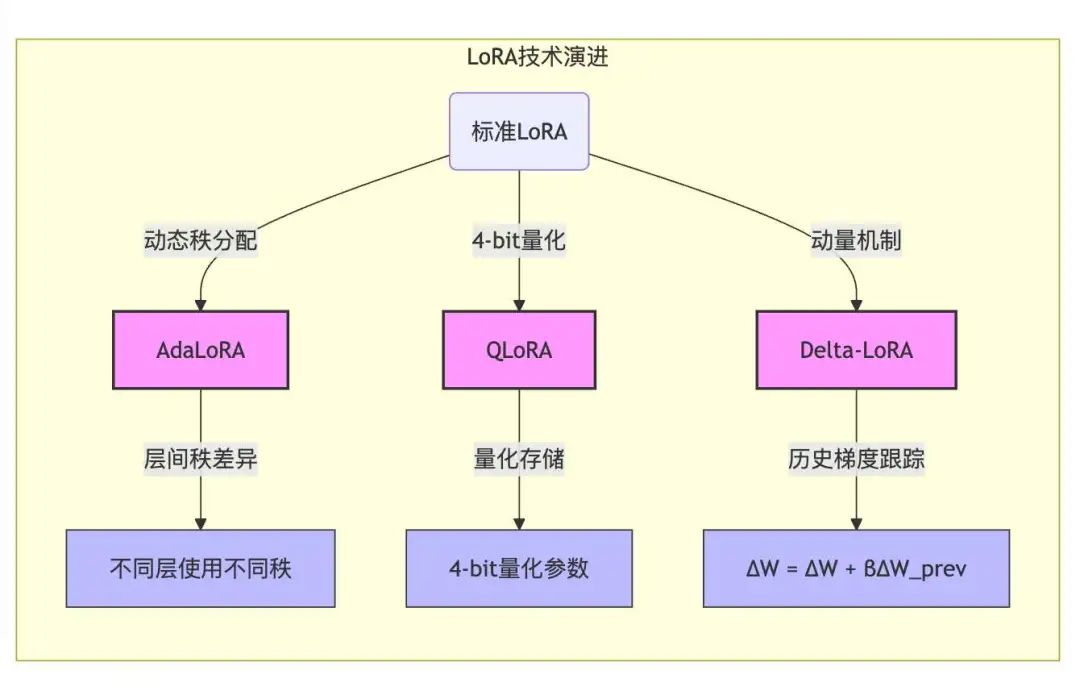 LoRA技术演进
标准LoRA
动态秩分配
4-bit量化
动量机制
AdaLoRA
QLoRA
Delta-LoRA
层间秩差异
量化存储
历史梯度跟踪
不同层使用不同秩
4-bit量化参数
ΔW = ΔW + βΔW_prev